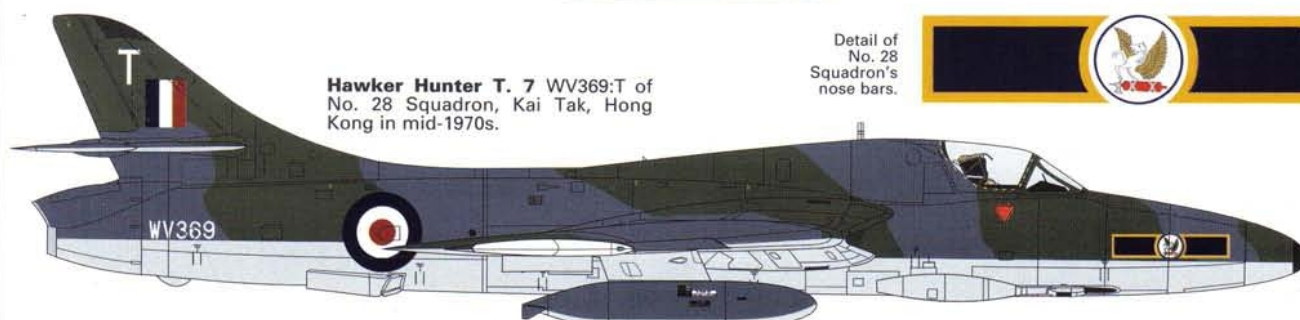 T
Hawker Hunter T. 7 WV369:T of
No. 28 Squadron, Kai Tak, Hong
Kong in mid-1970s.
Detail of
No. 28
Squadron's
nose bars.
WV369